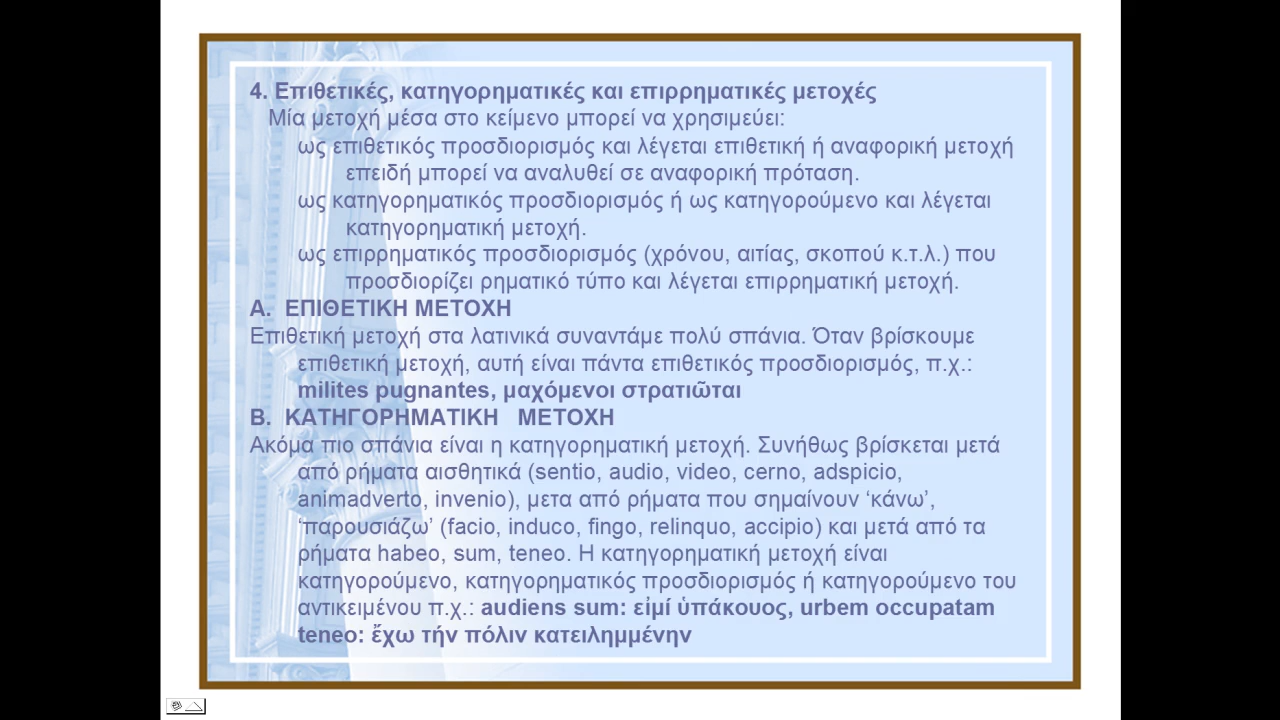 4. Επιθετικές, κατηγορηματικές και επιρρηματικές μετοχές
Μία μετοχή μέσα στο κείμενο μπορεί να χρησιμεύει:
ως επιθετικός προσδιορισμός και λέγεται επιθετική ή αναφορική μετοχή
επειδή μπορεί να αναλυθεί σε αναφορική πρόταση.
ως κατηγορηματικός προσδιορισμός ή ως κατηγορούμενο και λέγεται
κατηγορηματική μετοχή.
ως επιρρηματικός προσδιορισμός (χρόνου, αιτίας, σκοπού κ.τ.λ.) που
προσδιορίζει ρηματικό τύπο και λέγεται επιρρηματική μετοχή.
Α. ΕΠΙΘΕΤΙΚΗ ΜΕΤΟΧΗ
Επιθετική μετοχή στα λατινικά συναντάμε πολύ σπάνια. Όταν βρίσκουμε
επιθετική μετοχή, αυτή είναι πάντα επιθετικός προσδιορισμός, π.χ.:
milites pugnantes, μαχόμενοι στρατιῶται
Β. ΚΑΤΗΓΟΡΗΜΑΤΙΚΗ ΜΕΤΟΧΗ
Ακόμα πιο σπάνια είναι η κατηγορηματική μετοχή. Συνήθως βρίσκεται μετά
από ρήματα αισθητικά (sentio, audio, video, cerno, adspicio,
animadverto, invenio), μετα από ρήματα που σημαίνουν ‘κάνω’,
‘παρουσιάζω’ (facio, induco, fingo, relinquo, accipio) και μετά από τα
ρήματα habeo, sum, teneo. Η κατηγορηματική μετοχή είναι
κατηγορούμενο, κατηγορηματικός προσδιορισμός ή κατηγορούμενο του
αντικειμένου π.χ.: audiens sum: εἰμί ὑπάκουος, urbem occupatam
teneo: ἔχω τήν πόλιν κατειλημμένην